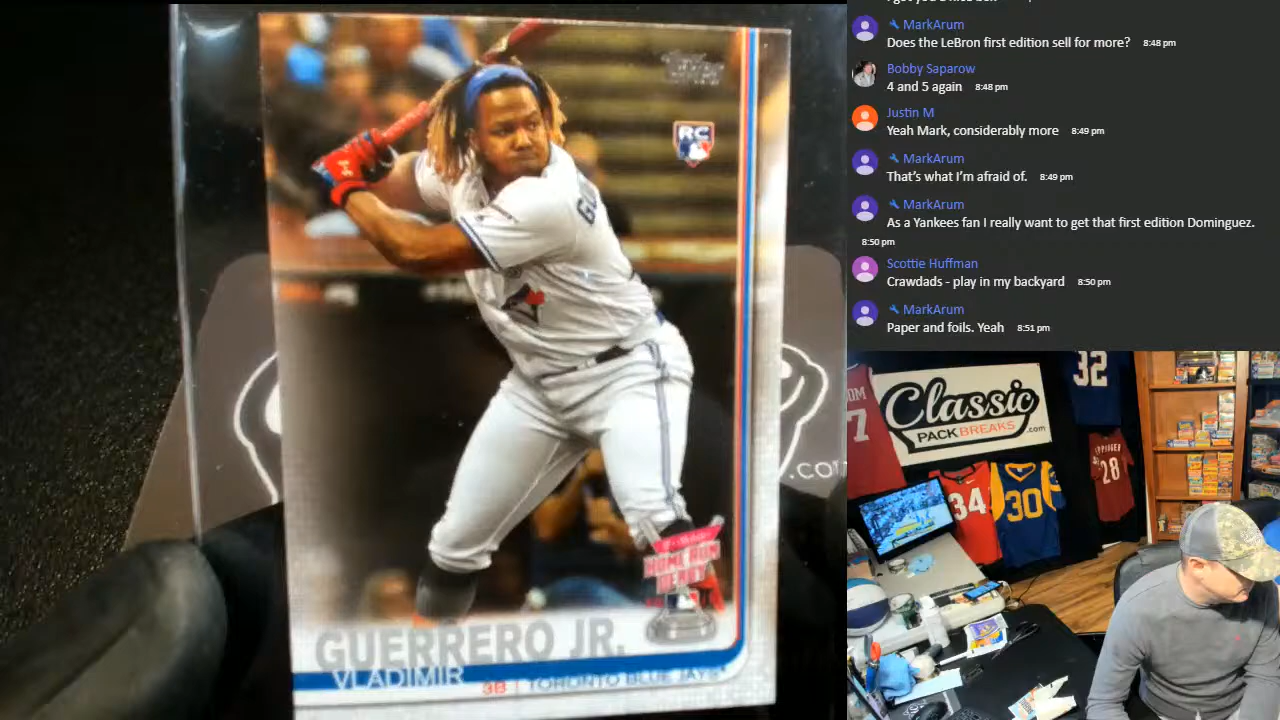 RC
GU
HOME RUN
DERBY
GUERRERO JR.
VLADIMIR
3B | TORONTO BLUE JAYS
.com
MarkArum
Does the LeBron first edition sell for more? 8:48 pm
Bobby Saparow
4 and 5 again 8:48 pm
Justin M
Yeah Mark, considerably more 8:49 pm
MarkArum
That's what I'm afraid of. 8:49 pm
MarkArum
As a Yankees fan I really want to get that first edition Dominguez.
8:50 pm
Scottie Huffman
Crawdads - play in my backyard 8:50 pm
MarkArum
Paper and foils. Yeah 8:51 pm
Classic
PACKBREAKS.com
32
7
34
30
28